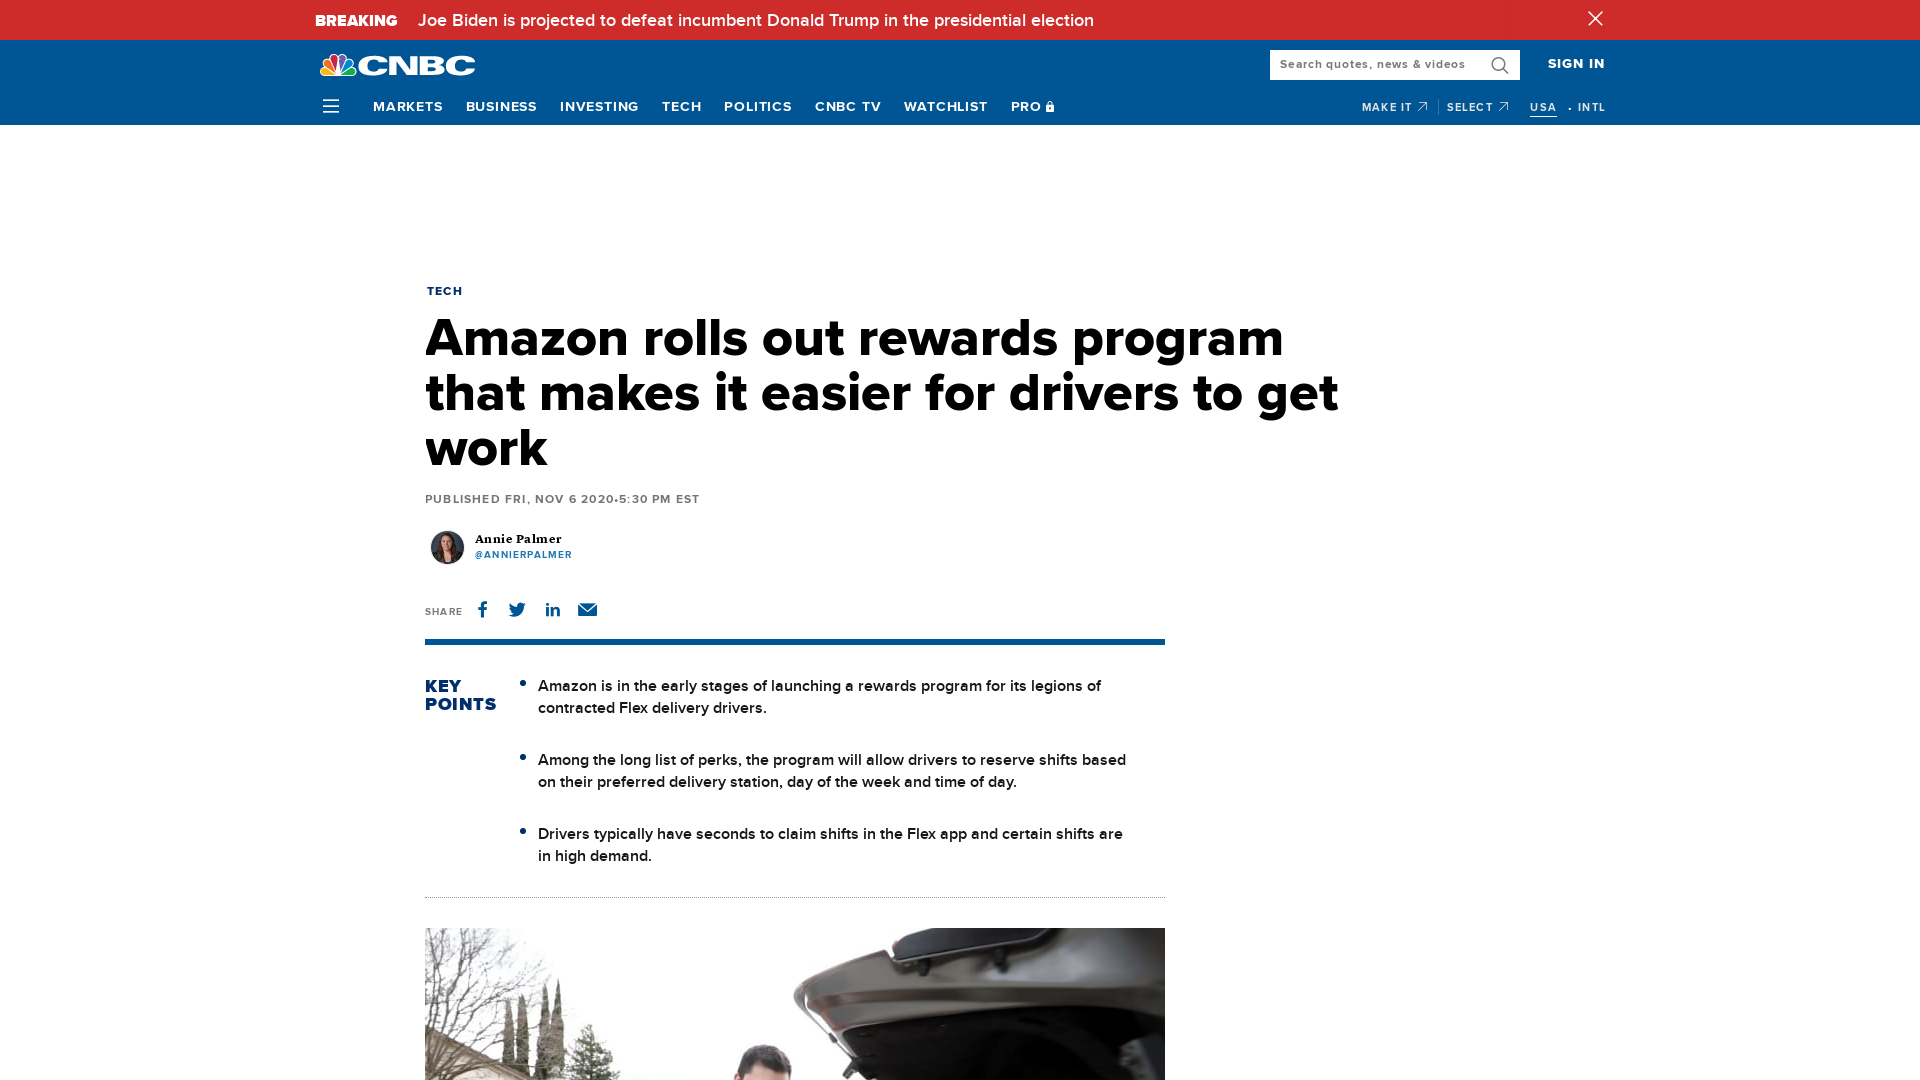 BREAKING Joe Biden is projected to defeat incumbent Donald Trump in the presidential election
CNBC
Search quotes, news & videos
SIGN IN
MARKETS BUSINESS INVESTING TECH POLITICS CNBC TV WATCHLIST PRO
MAKE IT SELECT USA • INTL
TECH
Amazon rolls out rewards program
that makes it easier for drivers to get
work
PUBLISHED FRI, NOV 6 2020•5:30 PM EST
Annie Palmer
@ANNIERPALMER
SHARE
KEY
POINTS
• Amazon is in the early stages of launching a rewards program for its legions of
contracted Flex delivery drivers.
• Among the long list of perks, the program will allow drivers to reserve shifts based
on their preferred delivery station, day of the week and time of day.
• Drivers typically have seconds to claim shifts in the Flex app and certain shifts are
in high demand.